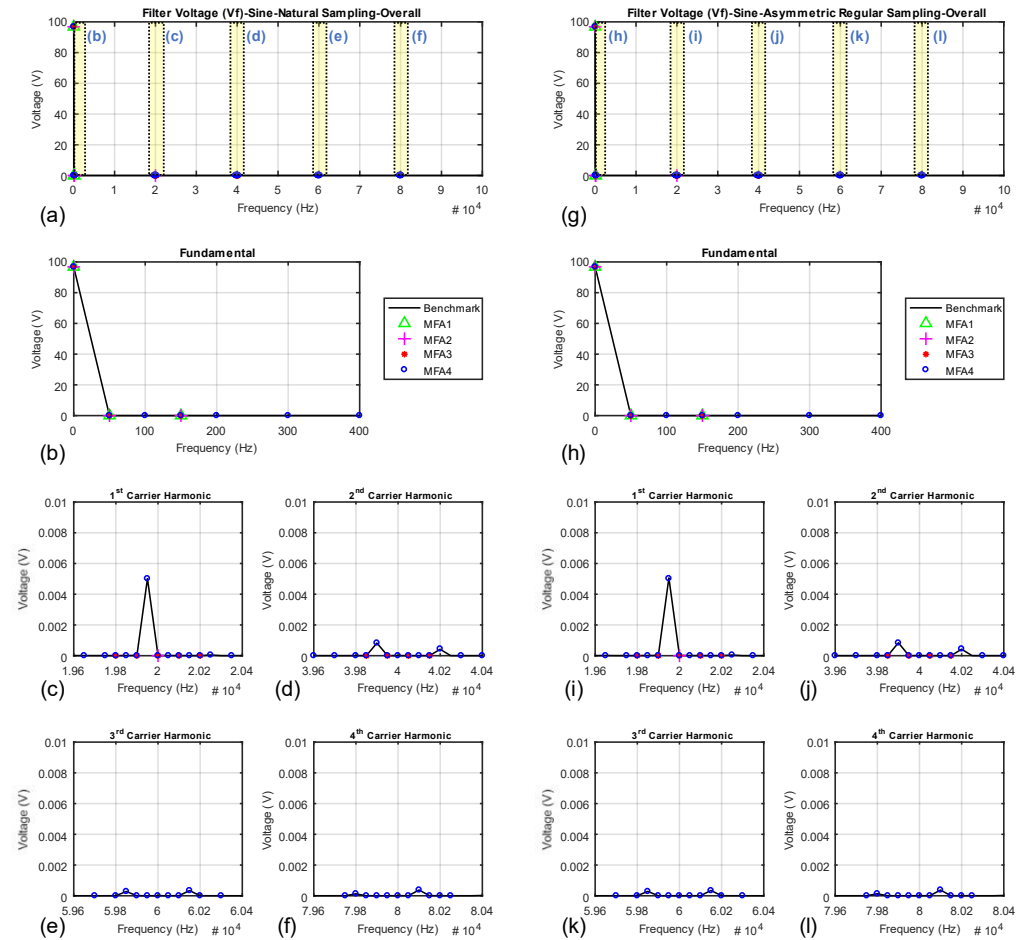 Filter Voltage (Vf)-Sine-Natural Sampling-Overall
100
80
60
40
20
0
Voltage (V)
(b)
(c)
(d)
(e)
(f)
0 1 2 3 4 5 6 7 8 9 10
Frequency (Hz)
# 10^4
(a)
Filter Voltage (Vf)-Sine-Asymmetric Regular Sampling-Overall
100
80
60
40
20
0
Voltage (V)
(h)
(i)
(j)
(k)
(l)
0 1 2 3 4 5 6 7 8 9 10
Frequency (Hz)
# 10^4
(g)
Fundamental
100
80
60
40
20
0
Voltage (V)
0 100 200 300 400
Frequency (Hz)
(b)
Benchmark
MFA1
MFA2
MFA3
MFA4
Fundamental
100
80
60
40
20
0
Voltage (V)
0 100 200 300 400
Frequency (Hz)
(h)
Benchmark
MFA1
MFA2
MFA3
MFA4
1st Carrier Harmonic
0.01
0.008
0.006
0.004
0.002
0
Voltage (V)
1.96 1.98 2 2.02 2.04
Frequency (Hz)
# 10^4
(c)
2nd Carrier Harmonic
0.01
0.008
0.006
0.004
0.002
0
Voltage (V)
3.96 3.98 4 4.02 4.04
Frequency (Hz)
# 10^4
(d)
1st Carrier Harmonic
0.01
0.008
0.006
0.004
0.002
0
Voltage (V)
1.96 1.98 2 2.02 2.04
Frequency (Hz)
# 10^4
(i)
2nd Carrier Harmonic
0.01
0.008
0.006
0.004
0.002
0
Voltage (V)
3.96 3.98 4 4.02 4.04
Frequency (Hz)
# 10^4
(j)
3rd Carrier Harmonic
0.01
0.008
0.006
0.004
0.002
0
Voltage (V)
5.96 5.98 6 6.02 6.04
Frequency (Hz)
# 10^4
(e)
4th Carrier Harmonic
0.01
0.008
0.006
0.004
0.002
0
Voltage (V)
7.96 7.98 8 8.02 8.04
Frequency (Hz)
# 10^4
(f)
3rd Carrier Harmonic
0.01
0.008
0.006
0.004
0.002
0
Voltage (V)
5.96 5.98 6 6.02 6.04
Frequency (Hz)
# 10^4
(k)
4th Carrier Harmonic
0.01
0.008
0.006
0.004
0.002
0
Voltage (V)
7.96 7.98 8 8.02 8.04
Frequency (Hz)
# 10^4
(l)